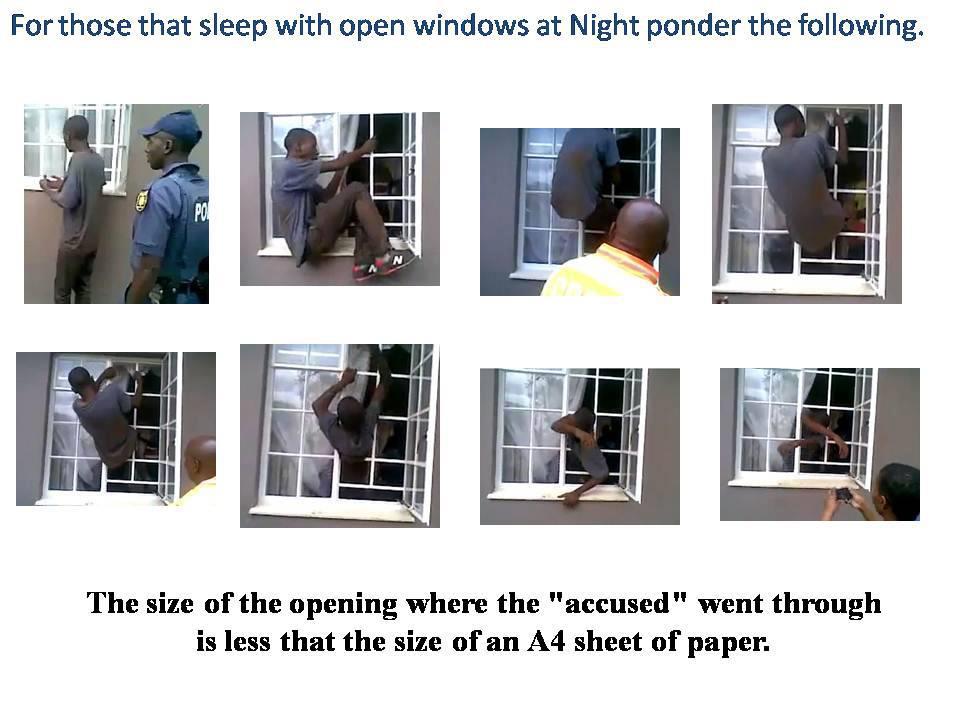 For those that sleep with open windows at Night ponder the following.
POL
N
N
The size of the opening where the "accused" went through
is less that the size of an A4 sheet of paper.